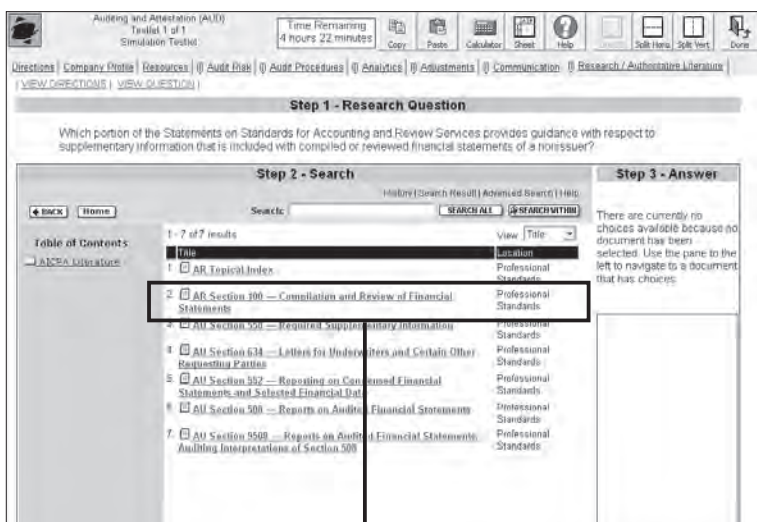 Auditing and Attestation (AUD)
Testlet 1 of 1
Simulation Testlet
Time Remaining
4 hours 22 minutes
Copy
Paste
Calculator
Sheet
Help
Split Horiz
Split Vert
Done
Directions | Company Profile | Resources | Audit Risk | Audit Procedures | Analytics | Adjustments | Communication | Research / Authoritative Literature |
| VIEW DIRECTIONS | VIEW QUESTION |
Step 1 - Research Question
Which portion of the Statements on Standards for Accounting and Review Services provides guidance with respect to
supplementary information that is included with compiled or reviewed financial statements of a nonissuer?
Step 2 - Search
History | Search Result | Advanced Search | Help
BACK
Home
Search:
SEARCH ALL
SEARCH WITHIN
Table of Contents
AICPA Literature
1 - 7 of 7 results
View Title
Title
Location
1. AR Topical Index
Professional
Standards
2. AR Section 100 — Compilation and Review of Financial
Statements
Professional
Standards
3. AU Section 550 — Required Supplementary Information
Professional
Standards
4. AU Section 634 — Letters for Underwriters and Certain Other
Requesting Parties
Professional
Standards
5. AU Section 552 — Reporting on Condensed Financial
Statements and Selected Financial Data
Professional
Standards
6. AU Section 508 — Reports on Audited Financial Statements
Professional
Standards
7. AU Section 9508 — Reports on Audited Financial Statements:
Auditing Interpretations of Section 508
Professional
Standards
Step 3 - Answer
There are currently no
choices available because no
document has been
selected. Use the pane to the
left to navigate to a document
that has choices.